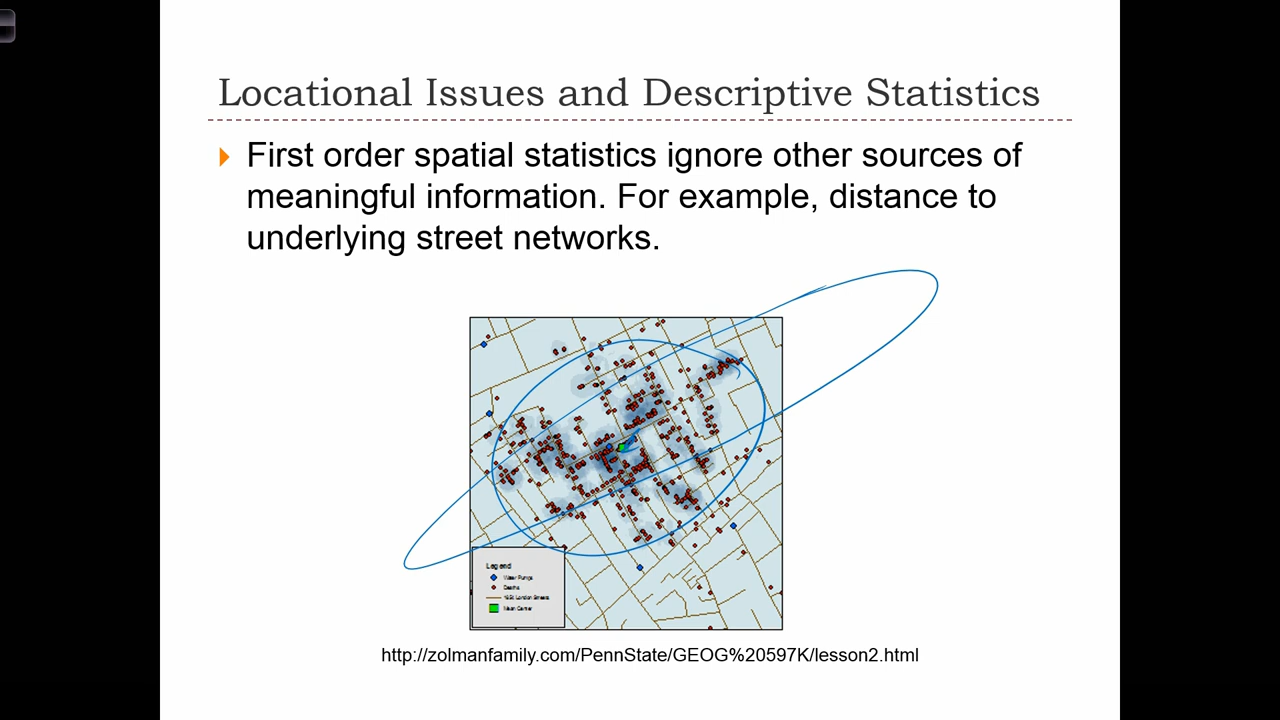 Locational Issues and Descriptive Statistics
First order spatial statistics ignore other sources of
meaningful information. For example, distance to
underlying street networks.
Legend
Water Pumps
Deaths
London Streets
Mean Center
http://zolmanfamily.com/PennState/GEOG%20597K/lesson2.html